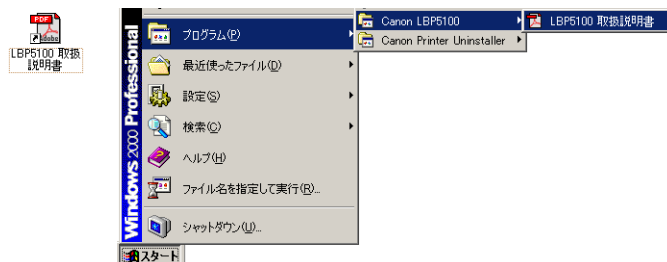 PDF
Adobe
LBP5100 取扱
説明書
Windows 2000 Professional
プログラム(P)
最近使ったファイル(D)
設定(S)
検索(C)
ヘルプ(H)
ファイル名を指定して実行(R)...
シャットダウン(U)...
スタート
Canon LBP5100
Canon Printer Uninstaller
LBP5100 取扱説明書